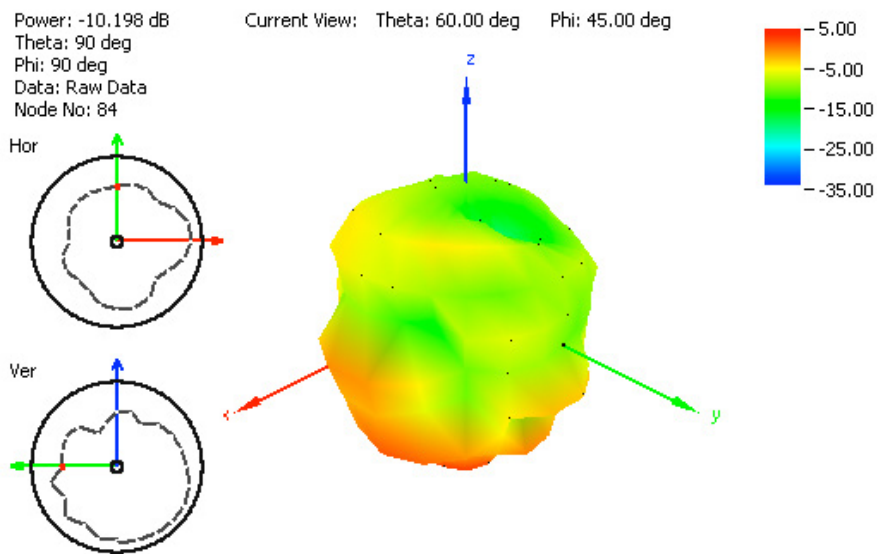 Power: -10.198 dB
Theta: 90 deg
Phi: 90 deg
Data: Raw Data
Node No: 84
Current View: Theta: 60.00 deg Phi: 45.00 deg
Hor
Ver
z
x
y
5.00
-5.00
-15.00
-25.00
-35.00